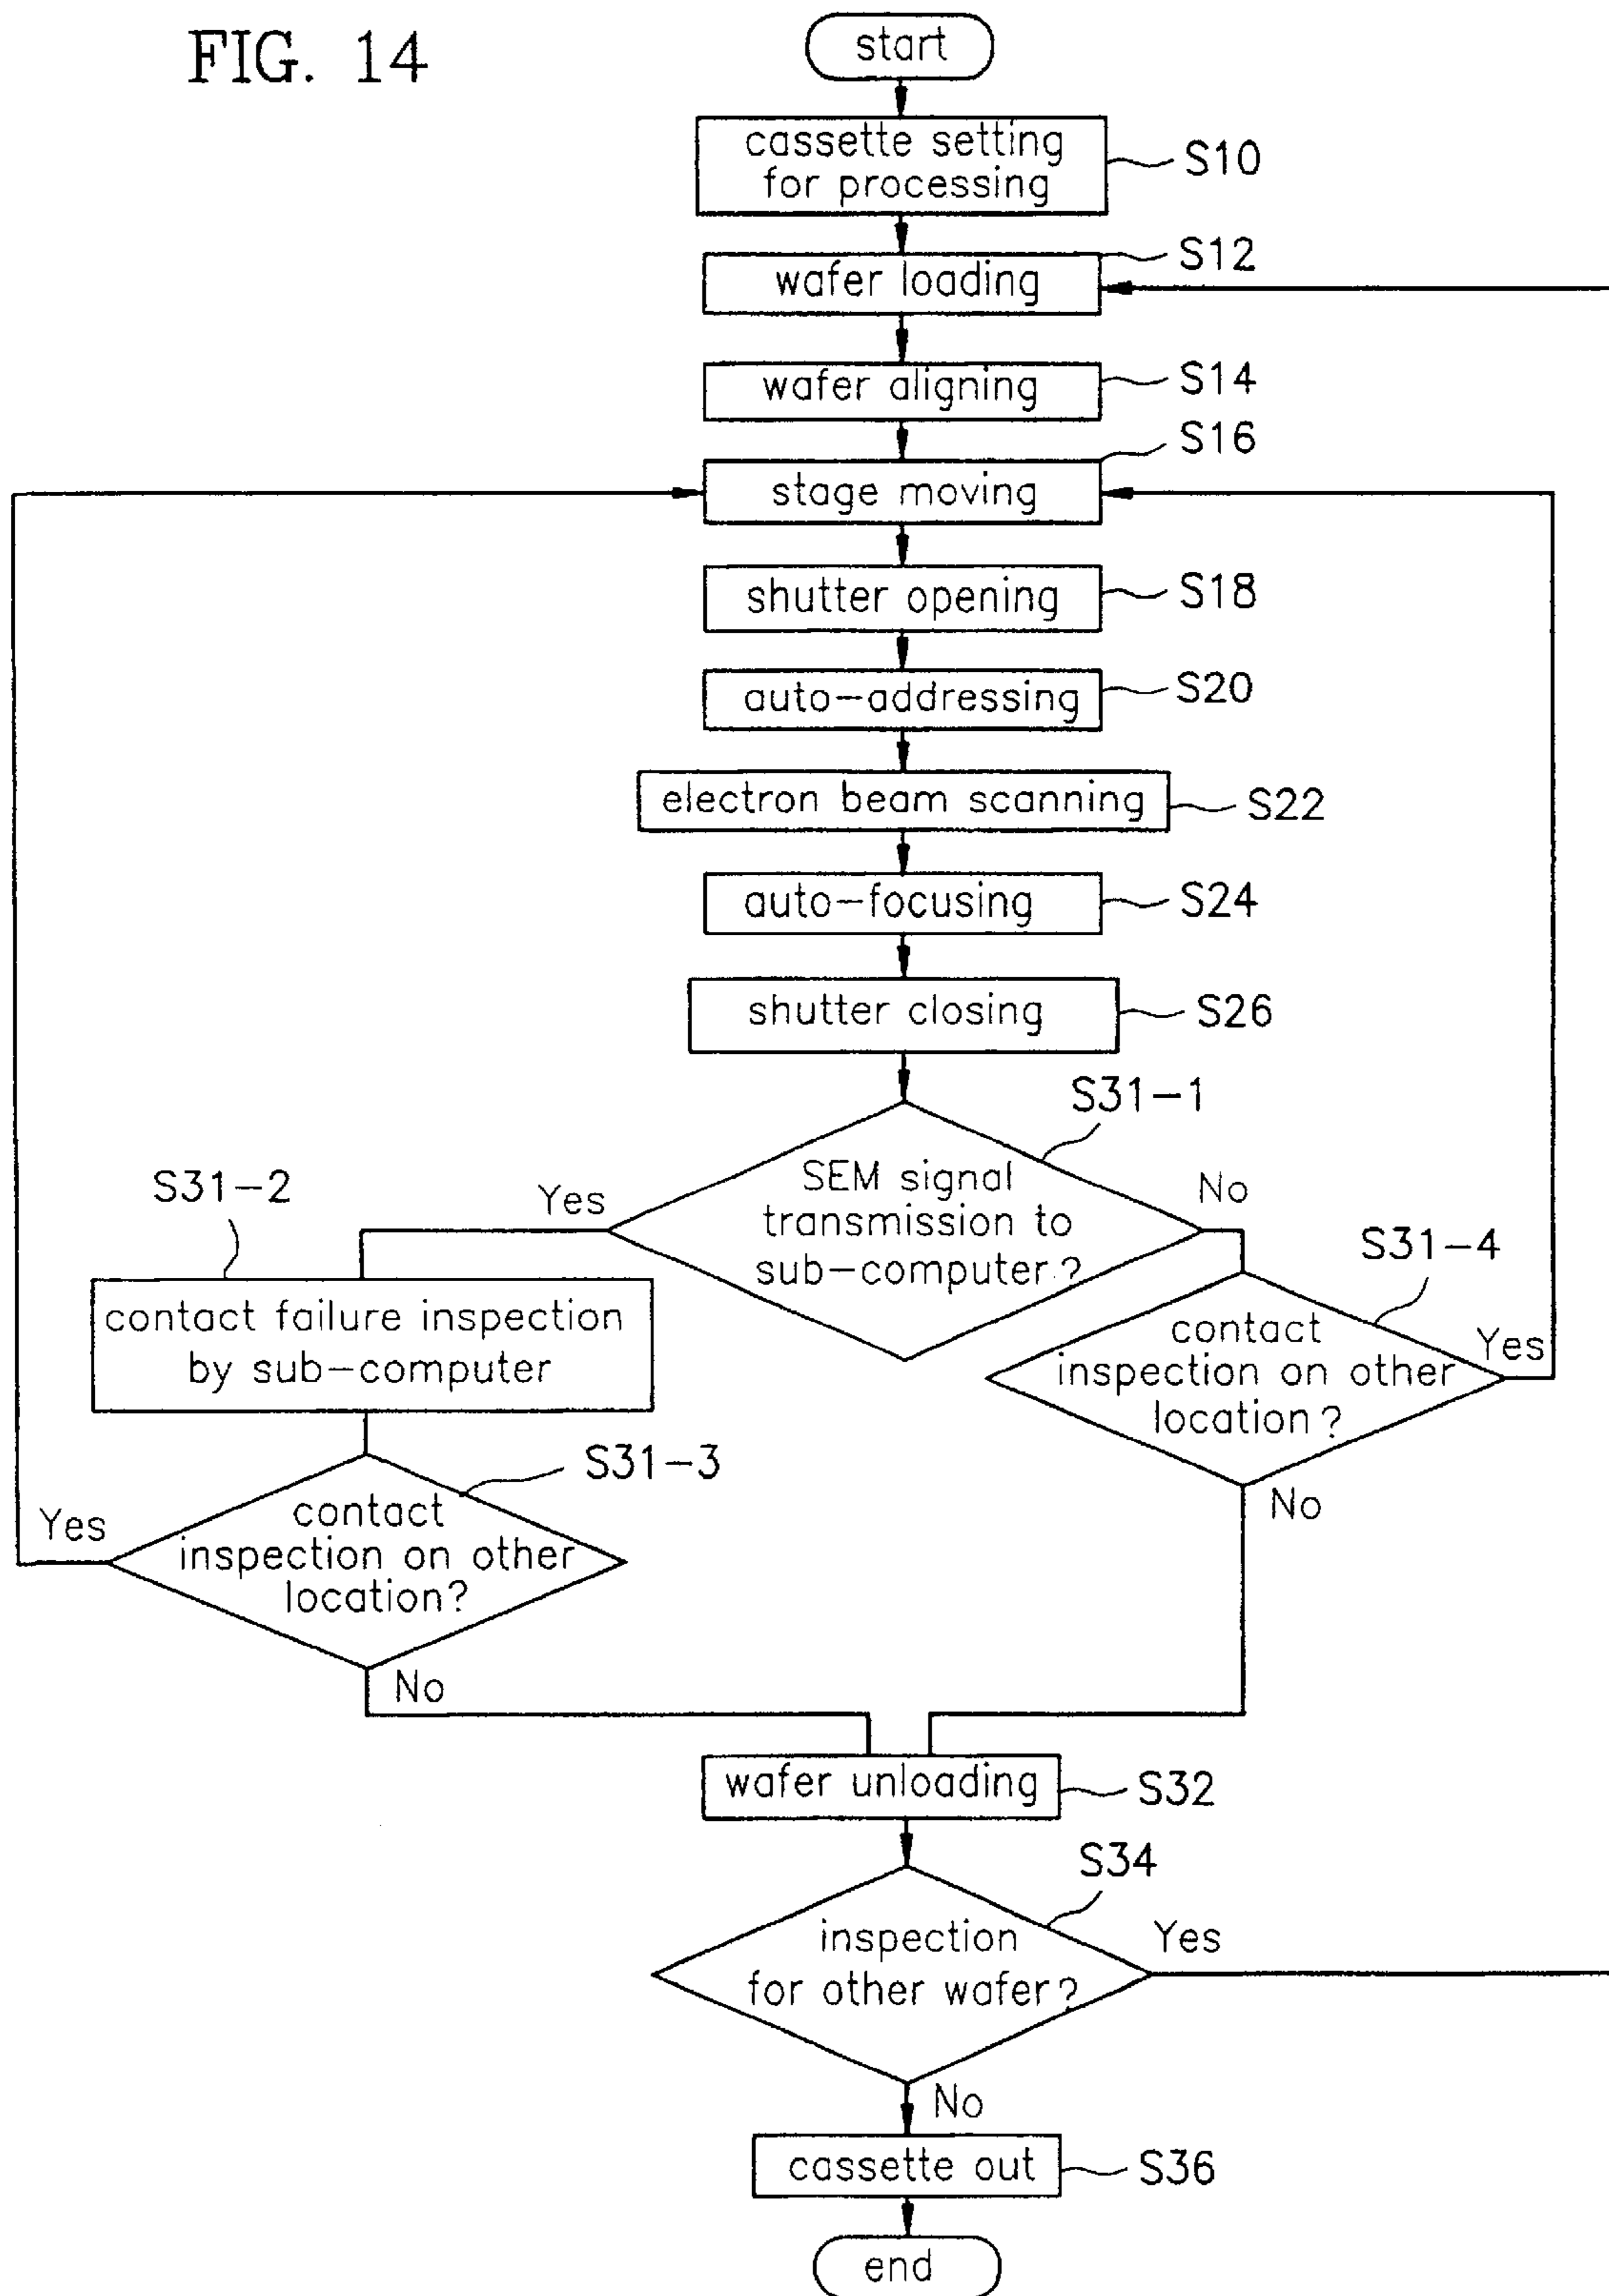 FIG. 14
start
cassette setting
for processing
S10
S12
wafer loading
wafer aligning
S14
S16
stage moving
shutter opening
S18
auto-addressing
S20
electron beam scanning
S22
auto-focusing
S24
shutter closing
S26
S31-1
SEM signal
transmission to
sub-computer?
Yes
No
S31-2
contact failure inspection
by sub-computer
S31-4
contact
inspection on other
location?
Yes
No
S31-3
contact
inspection on other
location?
Yes
No
wafer unloading
S32
S34
inspection
for other wafer?
Yes
No
cassette out
S36
end